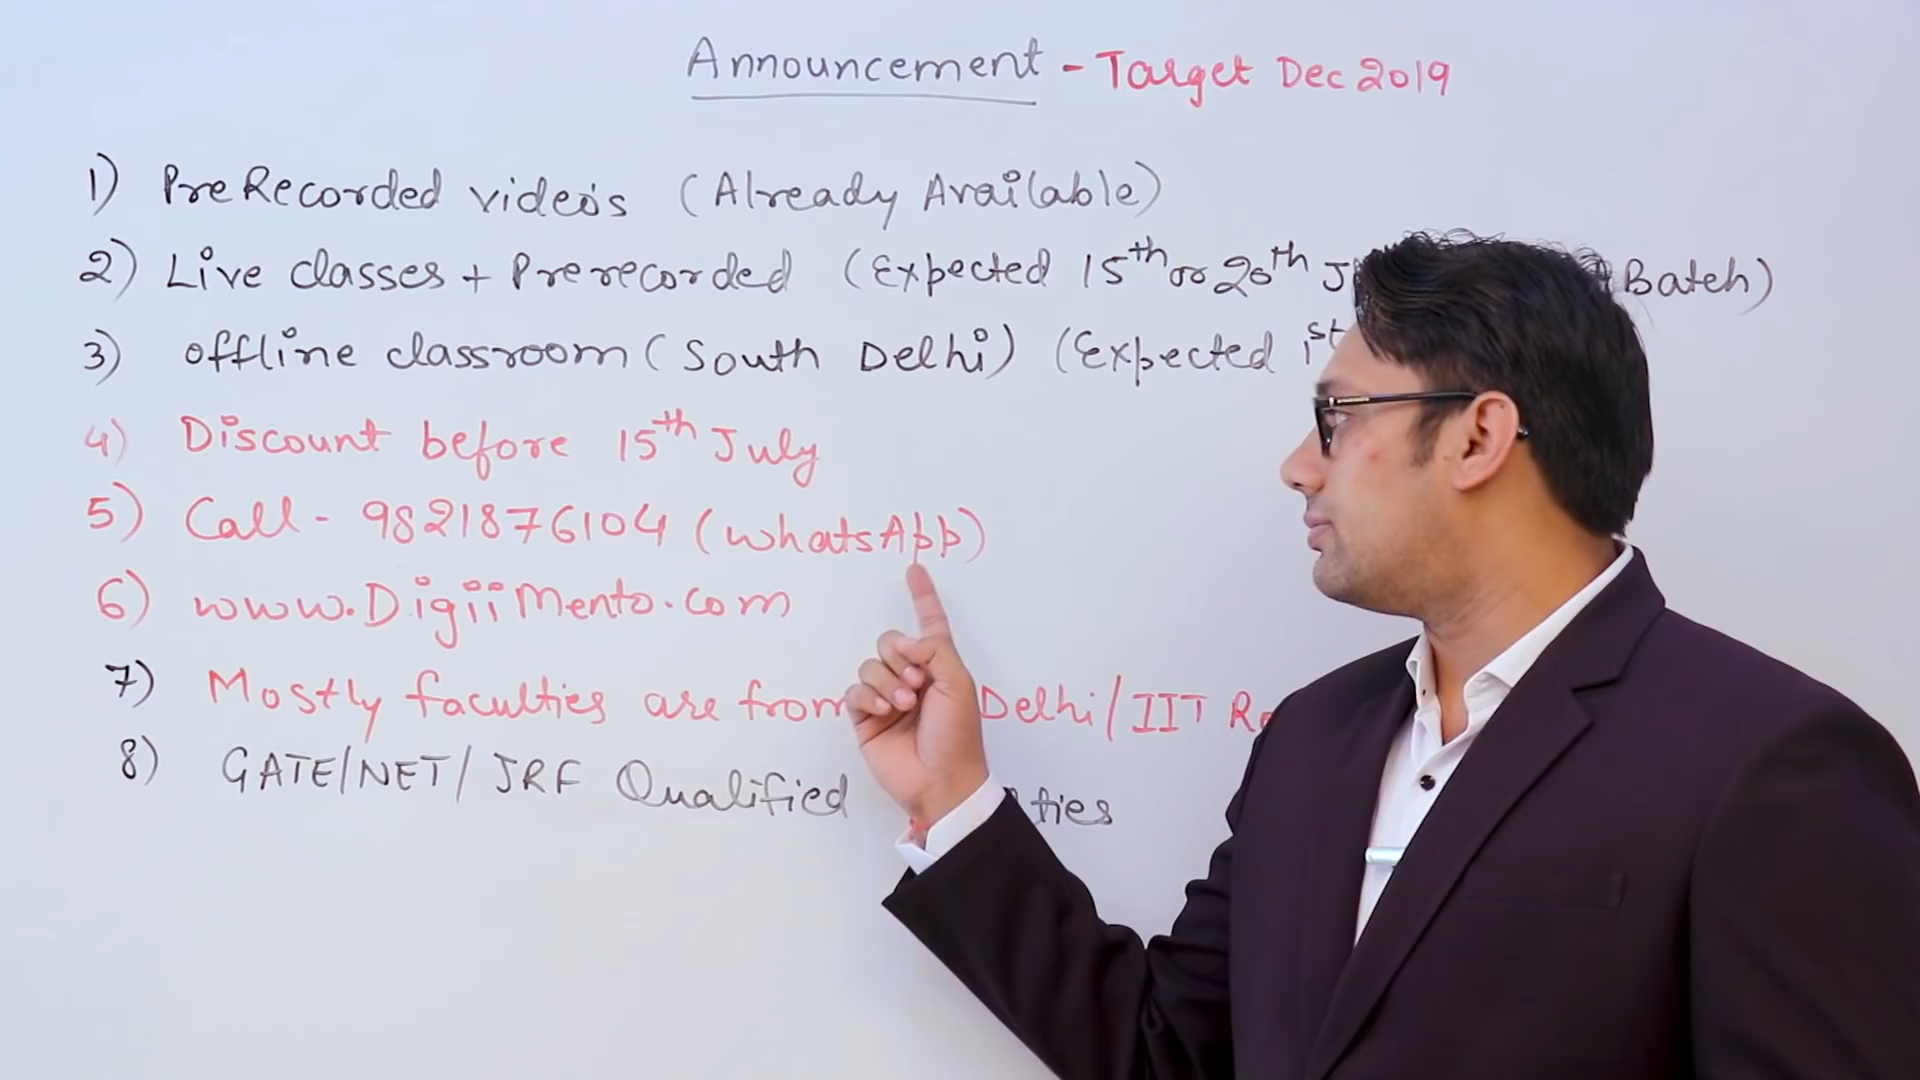 Announcement - Target Dec 2019
1) PreRecorded video's (Already Available)
2) Live classes + Prerecorded (Expected 15th or 20th Batch)
3) Offline classroom (South Delhi) (Expected 1st
4) Discount before 15th July
5) Call - 9821876104 (WhatsApp)
6) www.DigiiMento.com
7) Mostly faculties are from Delhi/IIT
8) GATE/NET/JRF Qualified